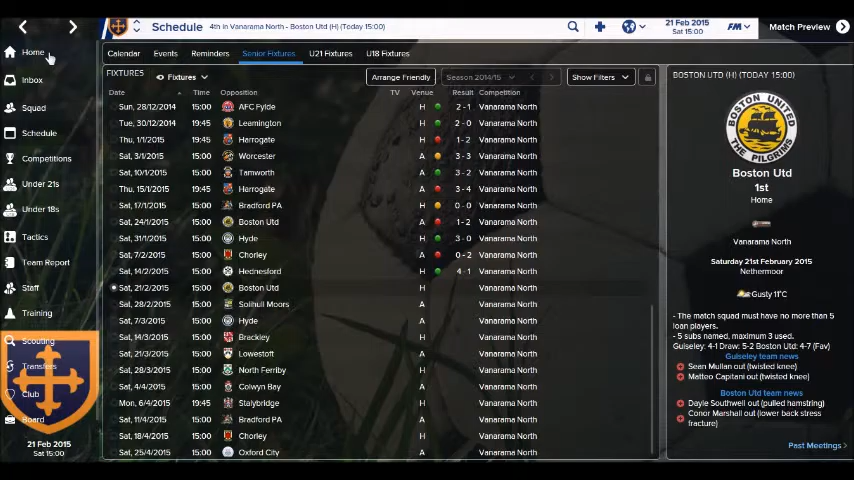 Schedule
4th in Vanarama North - Boston Utd (H) (Today 15:00)
21 Feb 2015
Sat 15:00
FM
Match Preview
Home
Inbox
Squad
Schedule
Competitions
Under 21s
Under 18s
Tactics
Team Report
Staff
Training
Scouting
Transfers
Club
Board
21 Feb 2015
Sat 15:00
Calendar Events Reminders Senior Fixtures U21 Fixtures U18 Fixtures
FIXTURES Fixtures Arrange Friendly Season 2014/15 Show Filters
Date Time Opposition TV Venue Result Competition
Sun, 28/12/2014 15:00 AFC Fylde H 2-1 Vanarama North
Tue, 30/12/2014 19:45 Leamington H 2-0 Vanarama North
Thu, 1/1/2015 19:45 Harrogate H 1-2 Vanarama North
Sat, 3/1/2015 15:00 Worcester A 3-3 Vanarama North
Sat, 10/1/2015 15:00 Tamworth A 3-2 Vanarama North
Thu, 15/1/2015 19:45 Harrogate A 3-4 Vanarama North
Sat, 17/1/2015 15:00 Bradford PA H 0-0 Vanarama North
Sat, 24/1/2015 15:00 Boston Utd A 1-2 Vanarama North
Sat, 31/1/2015 15:00 Hyde H 3-0 Vanarama North
Sat, 7/2/2015 15:00 Chorley A 0-2 Vanarama North
Sat, 14/2/2015 15:00 Hednesford H 4-1 Vanarama North
Sat, 21/2/2015 15:00 Boston Utd H Vanarama North
Sat, 28/2/2015 15:00 Solihull Moors A Vanarama North
Sat, 7/3/2015 15:00 Hyde A Vanarama North
Sat, 14/3/2015 15:00 Brackley H Vanarama North
Sat, 21/3/2015 15:00 Lowestoft A Vanarama North
Sat, 28/3/2015 15:00 North Ferriby H Vanarama North
Sat, 4/4/2015 15:00 Colwyn Bay A Vanarama North
Mon, 6/4/2015 19:45 Stalybridge H Vanarama North
Sat, 11/4/2015 15:00 Bradford PA A Vanarama North
Sat, 18/4/2015 15:00 Chorley H Vanarama North
Sat, 25/4/2015 15:00 Oxford City A Vanarama North
BOSTON UTD (H) (TODAY 15:00)
BOSTON UNITED
THE PILGRIMS
Boston Utd
1st
Home
Vanarama North
Saturday 21st February 2015
Nethermoor
Gusty 11°C
- The match squad must have no more than 5
loan players.
- 5 subs named, maximum 3 used.
Guiseley: 4-1 Draw: 5-2 Boston Utd: 4-7 (Fav)
Guiseley team news
Sean Mullan out (twisted knee)
Matteo Capitani out (twisted knee)
Boston Utd team news
Dayle Southwell out (pulled hamstring)
Conor Marshall out (lower back stress
fracture)
Past Meetings >